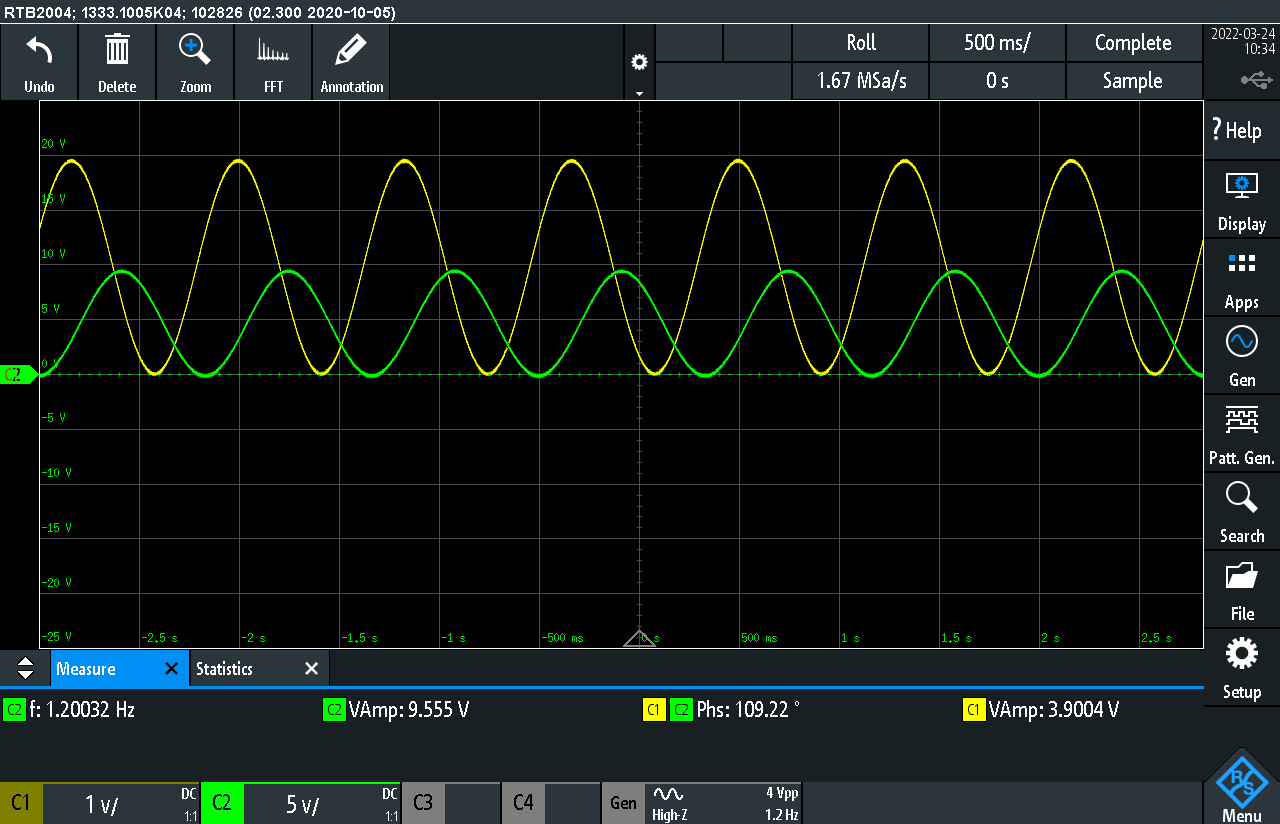 RTB2004; 1333.1005K04; 102826 (02.300 2020-10-05)
Undo
Delete
Zoom
FFT
Annotation
Roll
500 ms/
Complete
1.67 MSa/s
0 s
Sample
2022-03-24
10:34
? Help
Display
Apps
Gen
Patt. Gen.
Search
File
Setup
Menu
20 V
15 V
10 V
5 V
0 V
C2
-5 V
-10 V
-15 V
-20 V
-25 V
-2.5 s
-2 s
-1.5 s
-1 s
-500 ms
0 s
500 ms
1 s
1.5 s
2 s
2.5 s
Measure
Statistics
C2 f: 1.20032 Hz
C2 VAmp: 9.555 V
C1 C2 Phs: 109.22 °
C1 VAmp: 3.9004 V
C1
1 V/
DC
1:1
C2
5 V/
DC
1:1
C3
C4
Gen
High-Z
4 Vpp
1.2 Hz
R&S